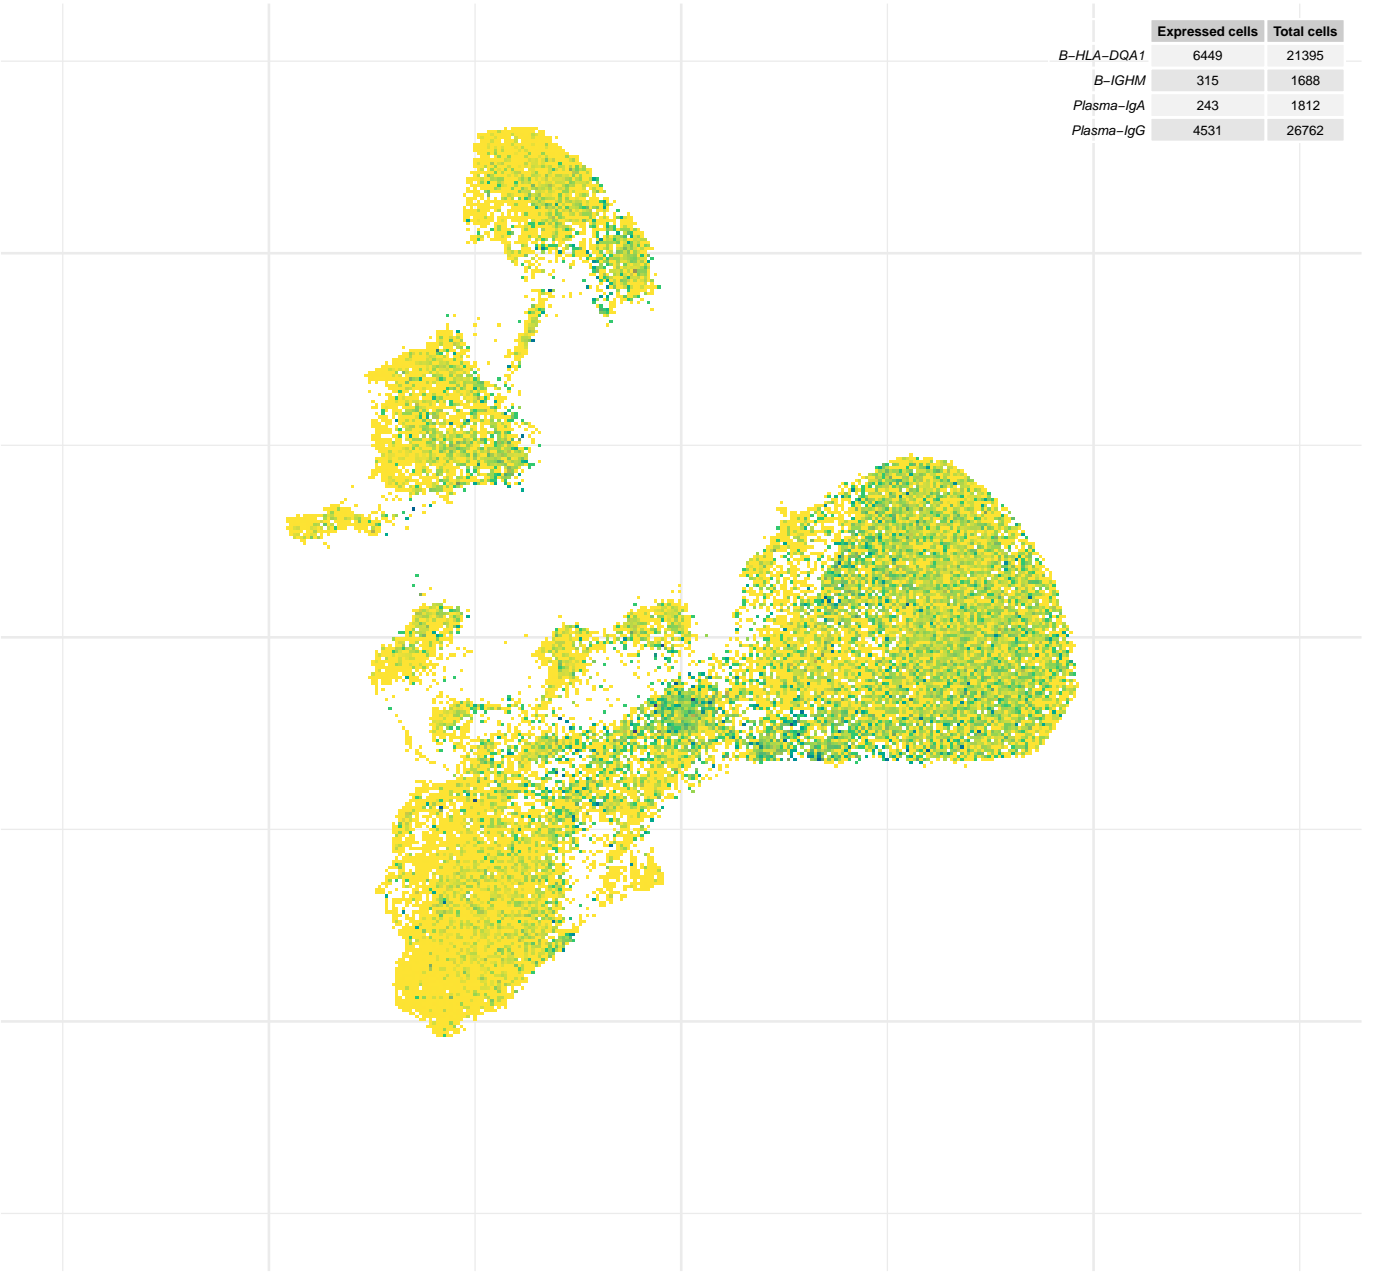 Expressed cells Total cells
B−HLA−DQA1 6449 21395
B−IGHM 315 1688
Plasma−IgA 243 1812
Plasma−IgG 4531 26762